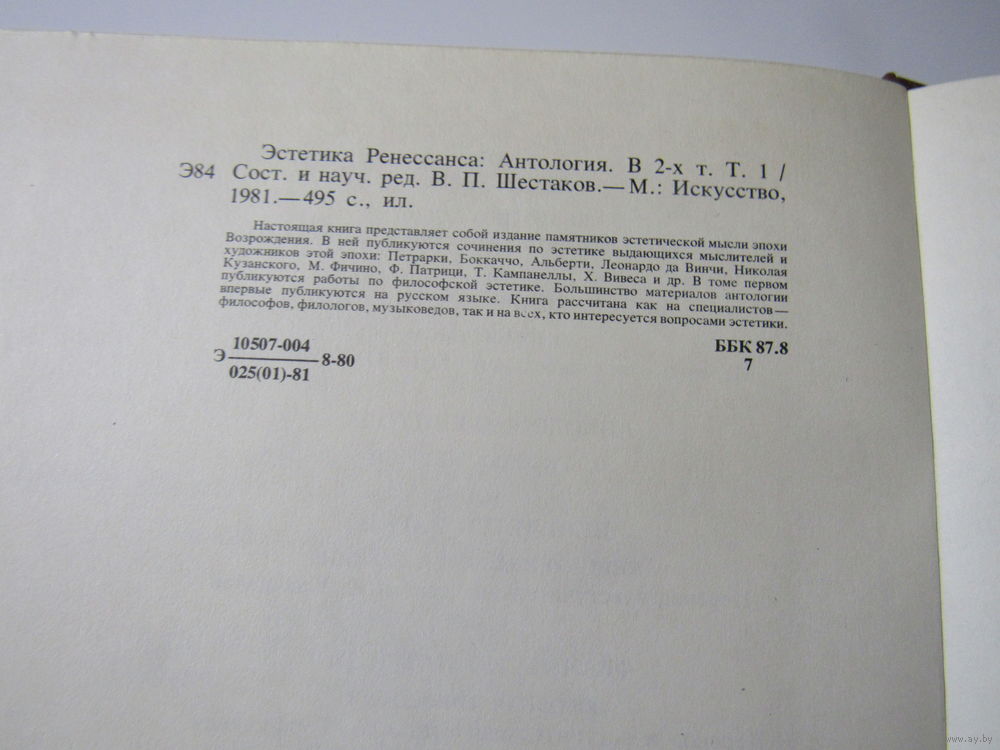 Эстетика Ренессанса: Антология. В 2-х т. Т. 1 /
Э84 Сост. и науч. ред. В. П. Шестаков.— М.: Искусство,
1981.—495 с., ил.
Настоящая книга представляет собой издание памятников эстетической мысли эпохи
Возрождения. В ней публикуются сочинения по эстетике выдающихся мыслителей и
художников этой эпохи: Петрарки, Боккаччо, Альберти, Леонардо да Винчи, Николая
Кузанского, М. Фичино, Ф. Патрици, Т. Кампанеллы, Х. Вивеса и др. В томе первом
публикуются работы по философской эстетике. Большинство материалов антологии
впервые публикуются на русском языке. Книга рассчитана как на специалистов —
философов, филологов, музыковедов, так и на всех, кто интересуется вопросами эстетики.
10507-004
Э 8-80
025(01)-81
ББК 87.8
7
www.ay.by